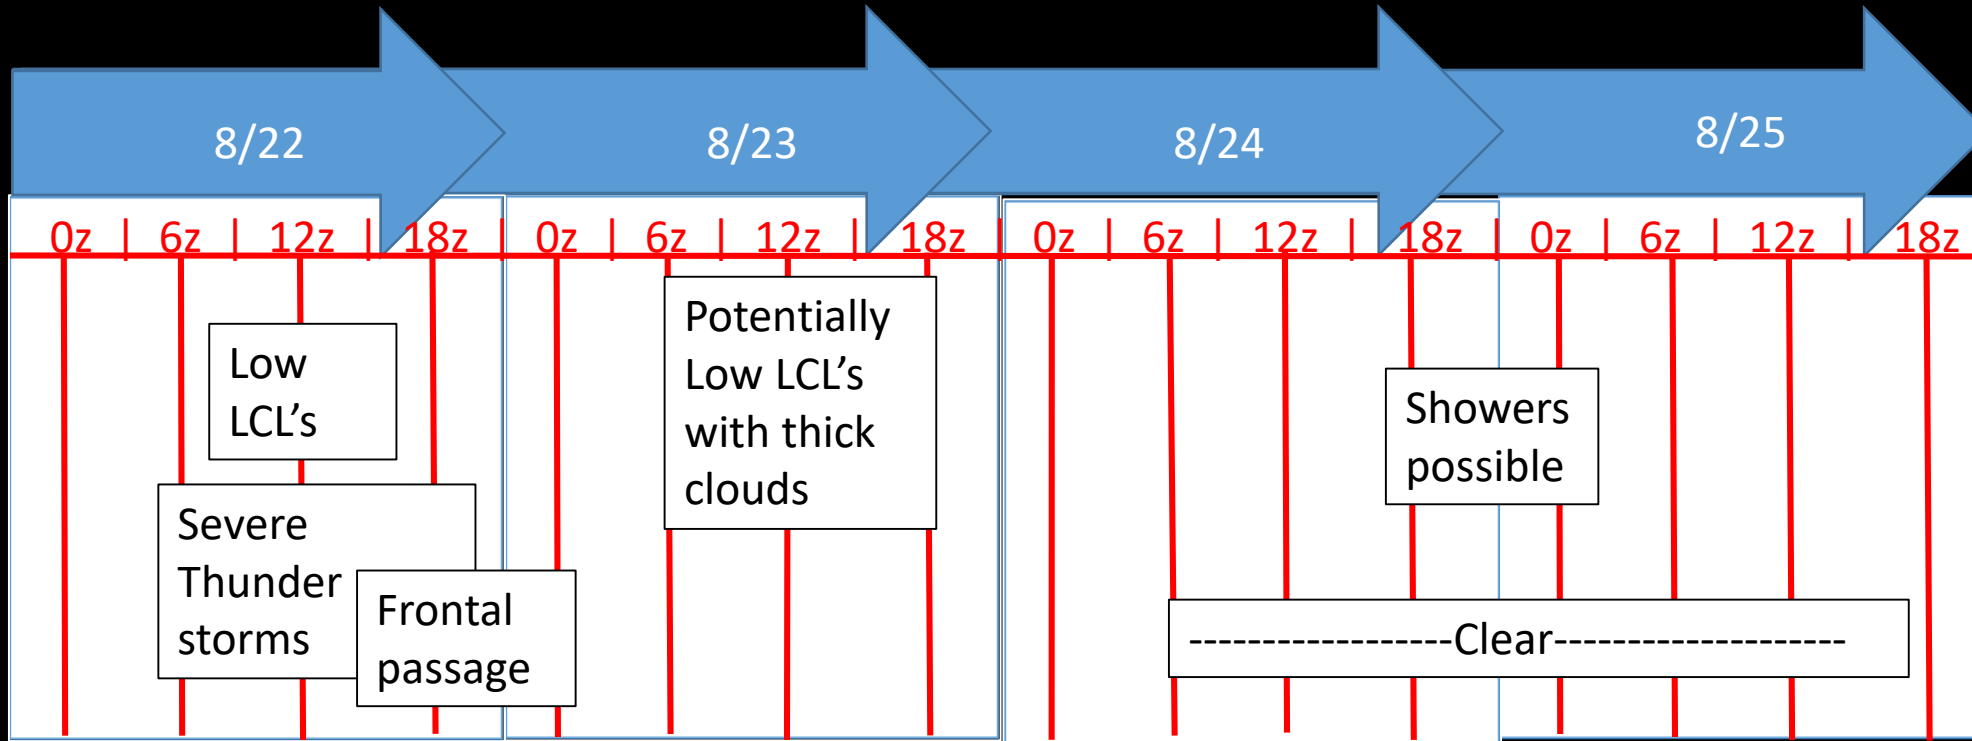 8/22 8/23 8/24 8/25
0z | 6z | 12z | 18z | 0z | 6z | 12z | 18z | 0z | 6z | 12z | 18z | 0z | 6z | 12z | 18z
Low
LCL’s
Severe
Thunder
storms
Frontal
passage
Potentially
Low LCL’s
with thick
clouds
Showers
possible
------------------Clear--------------------